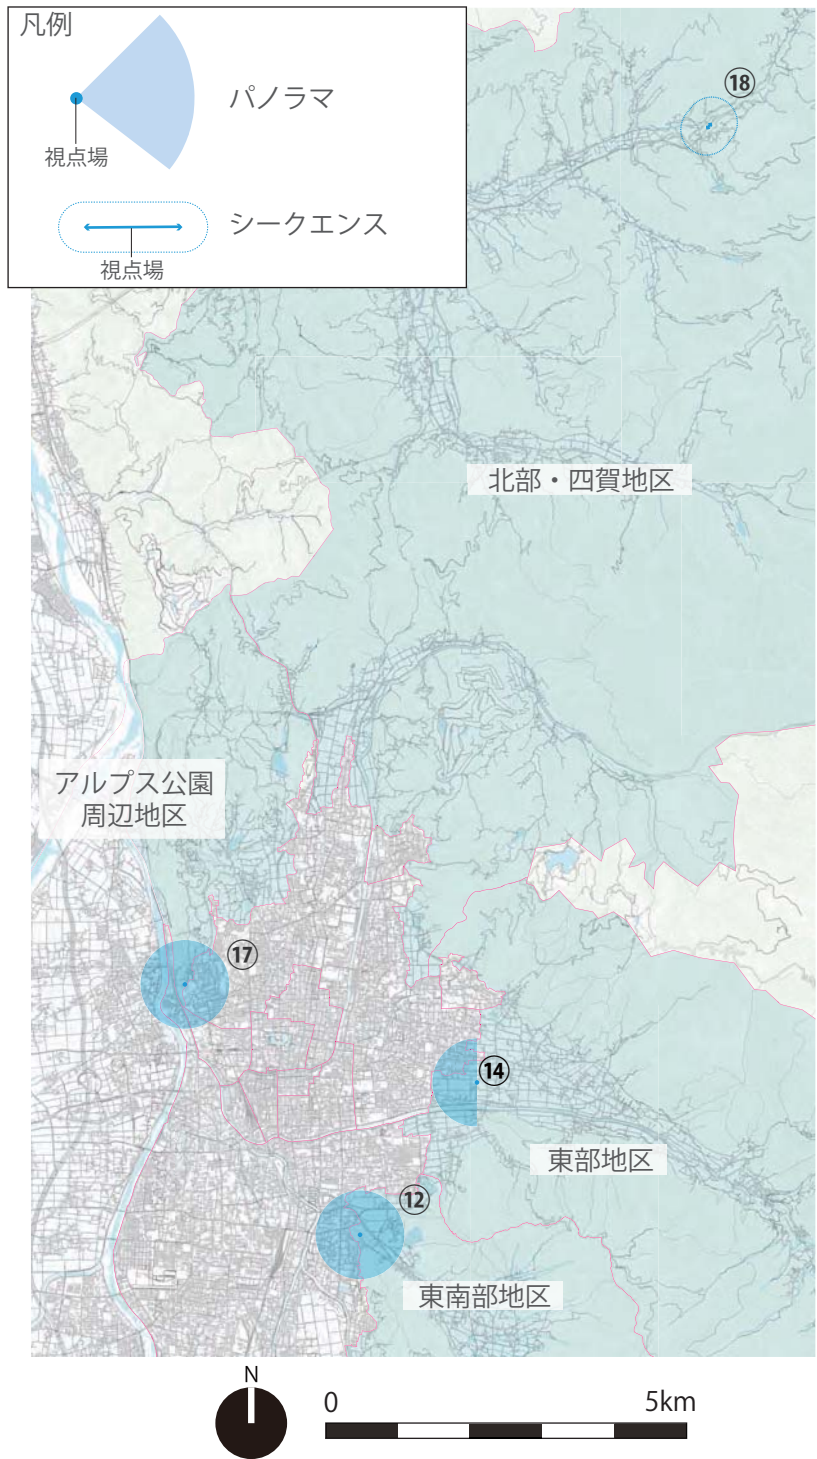 凡例
パノラマ
視点場
シークエンス
視点場
⑱
北部・四賀地区
アルプス公園
周辺地区
⑰
⑭
東部地区
⑫
東南部地区
N
0
5km